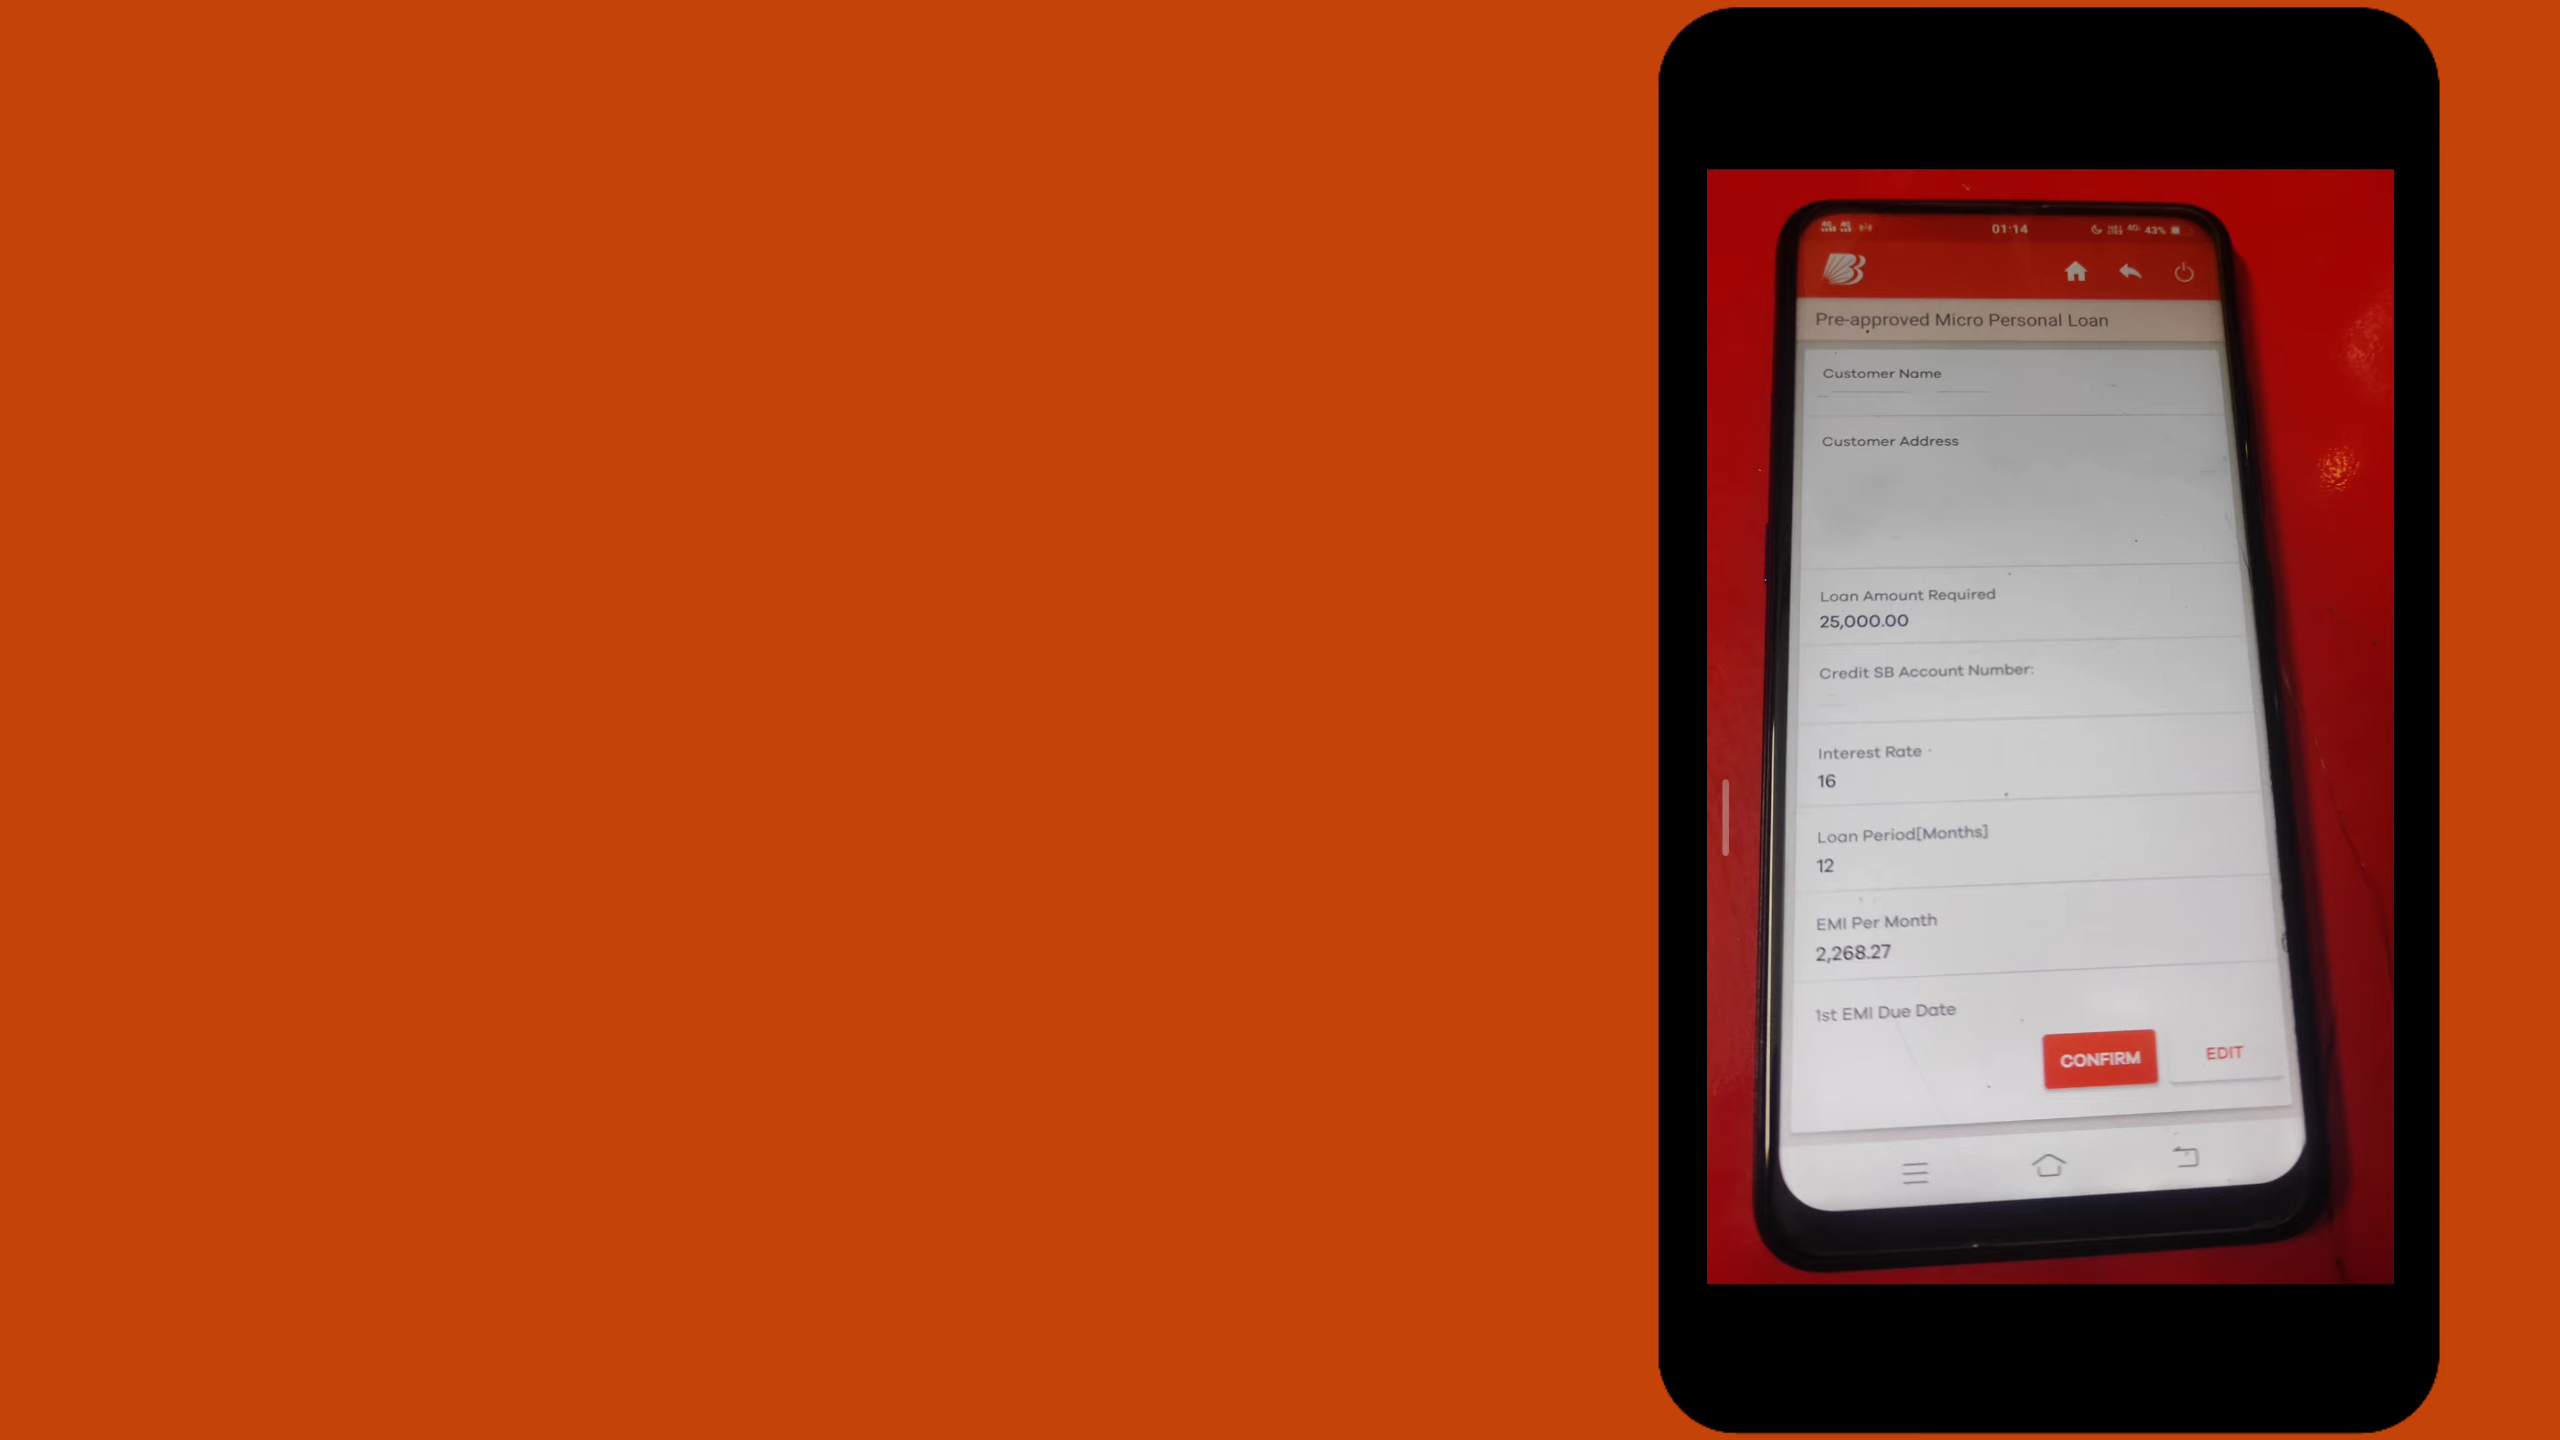 01:14
4G 43%
Pre-approved Micro Personal Loan
Customer Name
Customer Address
Loan Amount Required
25,000.00
Credit SB Account Number:
Interest Rate
16
Loan Period[Months]
12
EMI Per Month
2,268.27
1st EMI Due Date
CONFIRM
EDIT